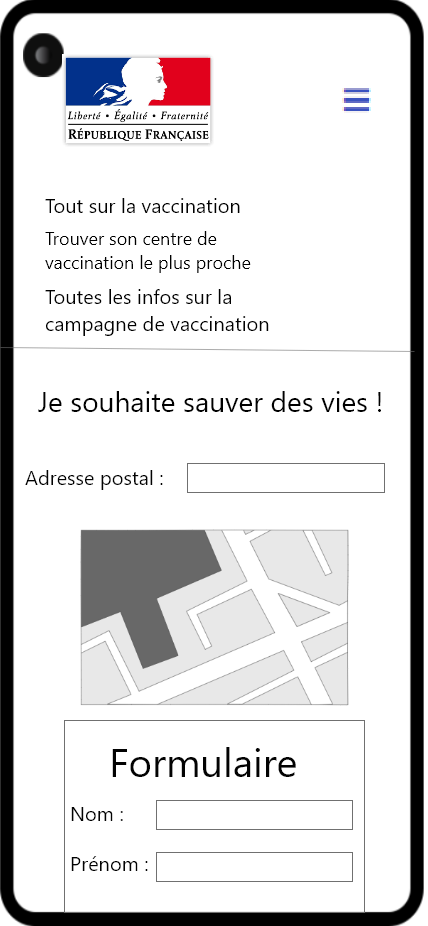 Liberté • Égalité • Fraternité
RÉPUBLIQUE FRANÇAISE
Tout sur la vaccination
Trouver son centre de
vaccination le plus proche
Toutes les infos sur la
campagne de vaccination
Je souhaite sauver des vies !
Adresse postal :
Formulaire
Nom :
Prénom :